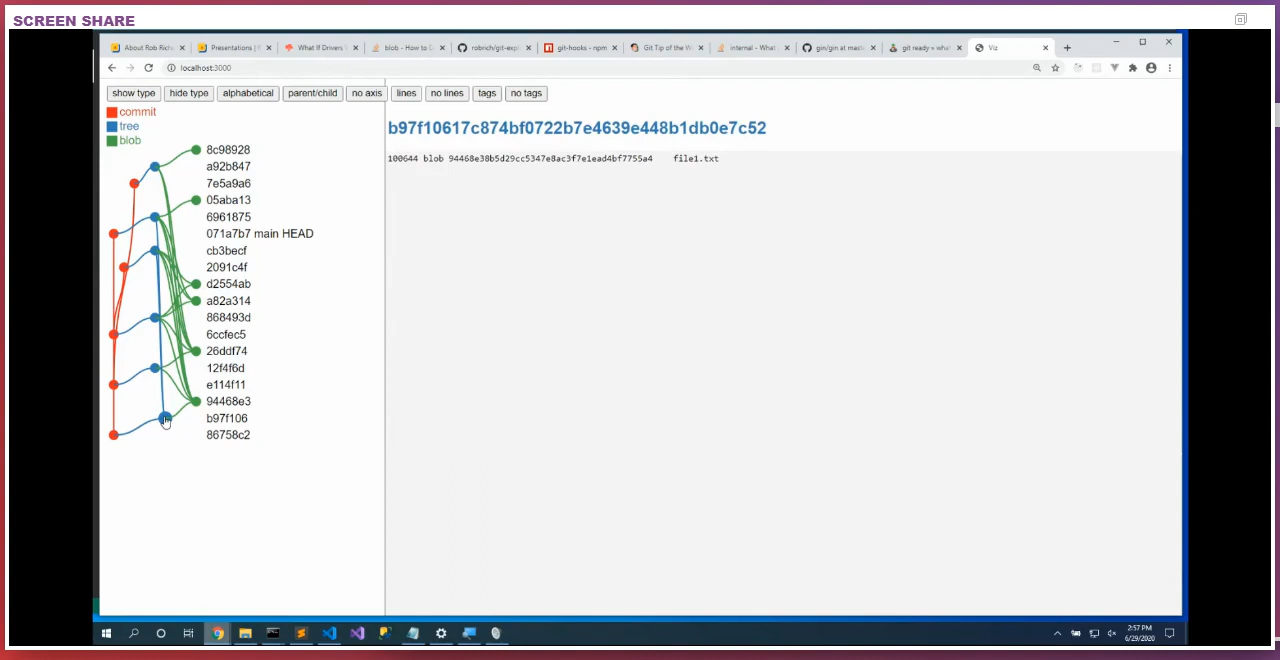 SCREEN SHARE
About Rob Rich Presentations | What If Drivers blob - How to D robrich/git-expl git-hooks - npm Git Tip of the W internal - What gin/gin at maste git ready » what Viz
localhost:3000
show type hide type alphabetical parent/child no axis lines no lines tags no tags
commit
tree
blob
b97f10617c874bf0722b7e4639e448b1db0e7c52
100644 blob 94468e38b5d29cc5347e8ac3f7e1ead4bf7755a4 file1.txt
8c98928
a92b847
7e5a9a6
05aba13
6961875
071a7b7 main HEAD
cb3becf
2091c4f
d2554ab
a82a314
868493d
6ccfec5
26ddf74
12f4f6d
e114f11
94468e3
b97f106
86758c2
2:57 PM
6/29/2020